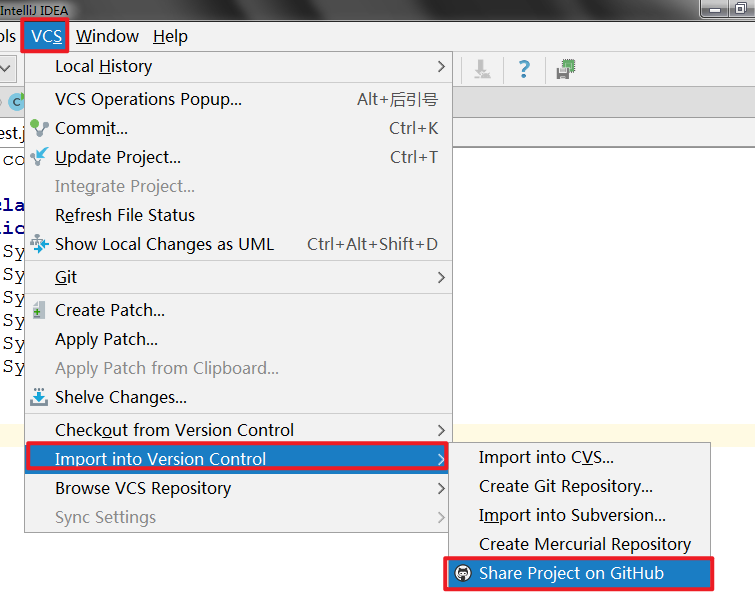 IntelliJ IDEA
ols VCS Window Help
Local History
VCS Operations Popup... Alt+后引号
Commit... Ctrl+K
Update Project... Ctrl+T
Integrate Project...
Refresh File Status
Show Local Changes as UML Ctrl+Alt+Shift+D
Git
Create Patch...
Apply Patch...
Apply Patch from Clipboard...
Shelve Changes...
Checkout from Version Control
Import into Version Control
Browse VCS Repository
Sync Settings
Import into CVS...
Create Git Repository...
Import into Subversion...
Create Mercurial Repository
Share Project on GitHub
est.j
co
ela
lic
Sy
Sy
Sy
Sy
Sy
Sy